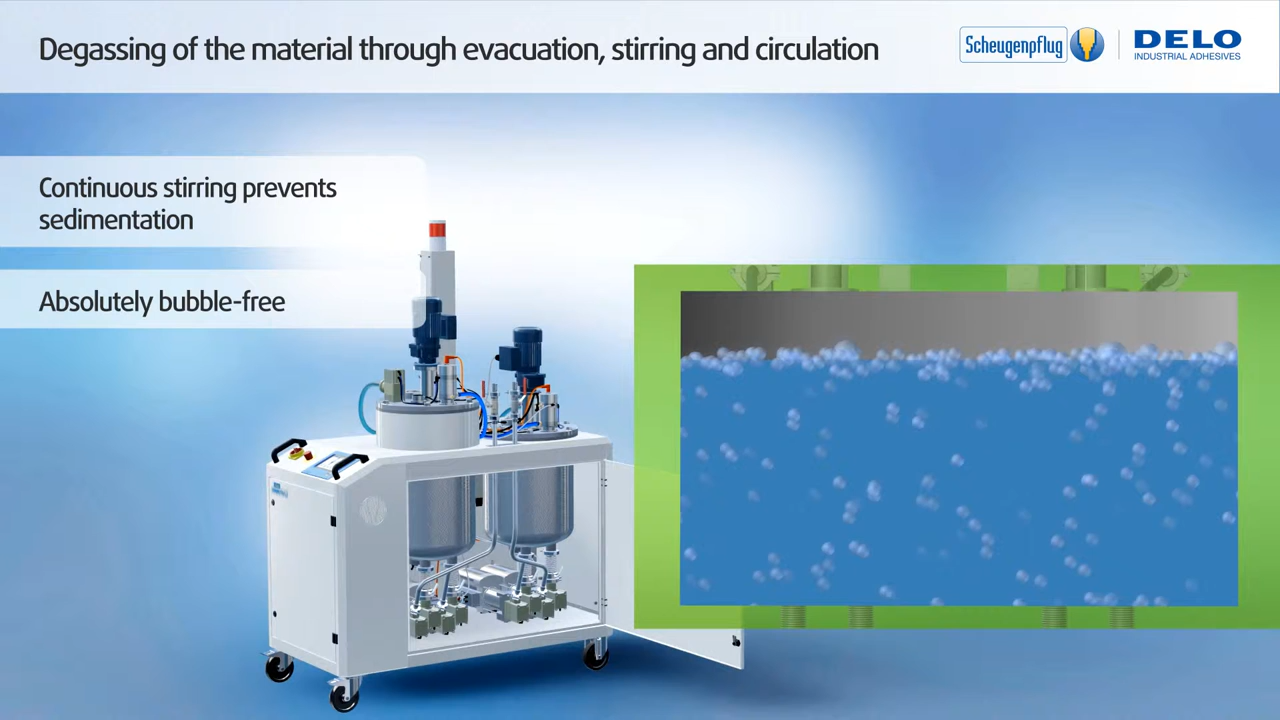 Degassing of the material through evacuation, stirring and circulation
Scheugenpflug
DELO
INDUSTRIAL ADHESIVES
Continuous stirring prevents
sedimentation
Absolutely bubble-free